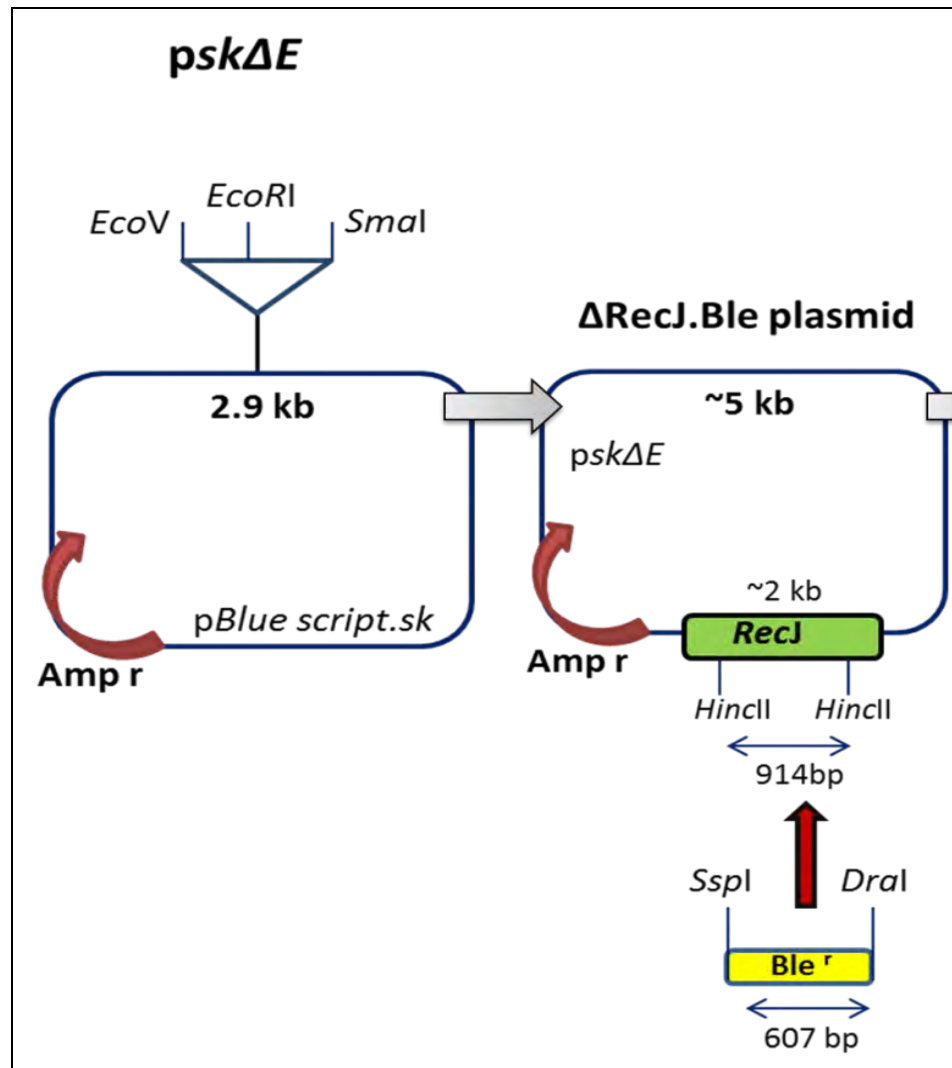 pskΔE
EcoRI
EcoV
SmaI
ΔRecJ.Ble plasmid
2.9 kb
~5 kb
pskΔE
~2 kb
pBlue script.sk
RecJ
Amp r
Amp r
HincII HincII
914bp
SspI DraI
Ble r
607 bp